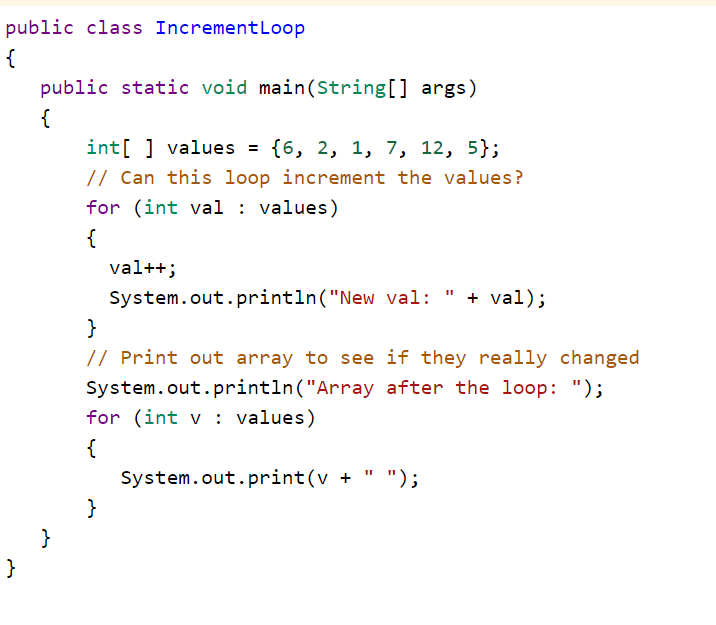 public class IncrementLoop
{
public static void main(String[] args)
{
int[ ] values = {6, 2, 1, 7, 12, 5};
// Can this loop increment the values?
for (int val : values)
{
val++;
System.out.println("New val: " + val);
}
// Print out array to see if they really changed
System.out.println("Array after the loop: ");
for (int v : values)
{
System.out.print(v + " ");
}
}
}